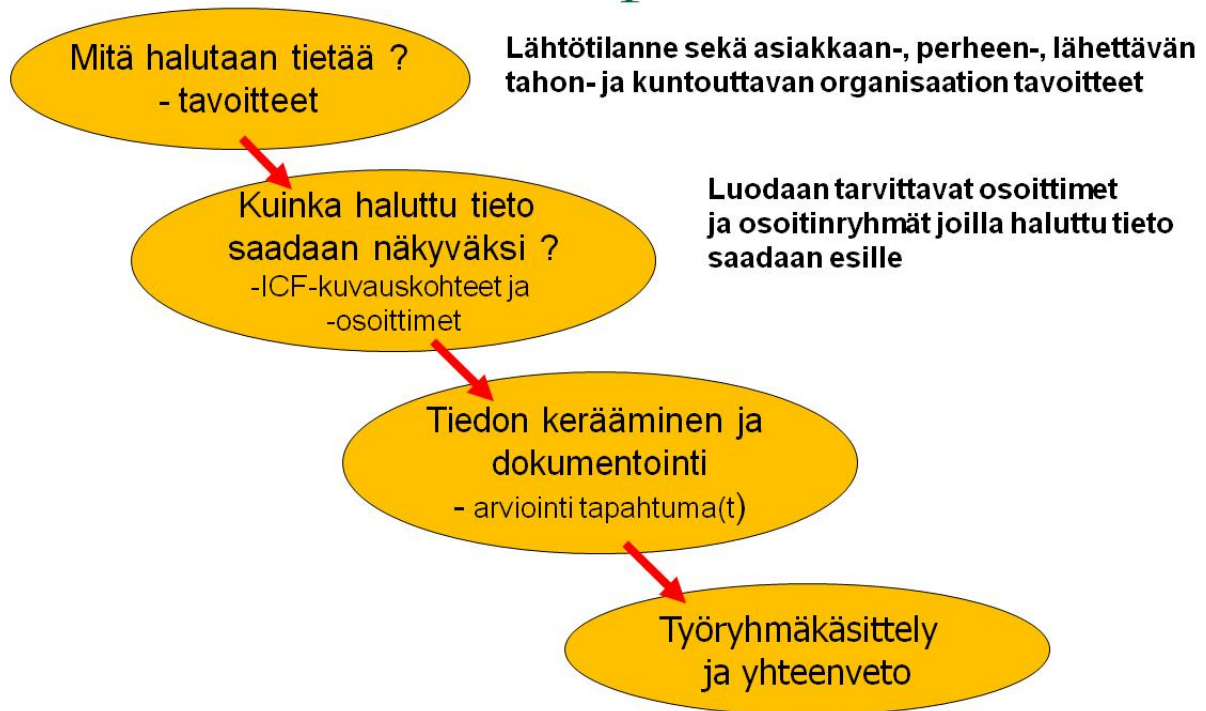 Mitä halutaan tietää ?
- tavoitteet
Lähtötilanne sekä asiakkaan-, perheen-, lähettävän
tahon- ja kuntouttavan organisaation tavoitteet
Kuinka haluttu tieto
saadaan näkyväksi ?
-ICF-kuvauskohteet ja
-osoittimet
Luodaan tarvittavat osoittimet
ja osoitinryhmät joilla haluttu tieto
saadaan esille
Tiedon kerääminen ja
dokumentointi
- arviointi tapahtuma(t)
Työryhmäkäsittely
ja yhteenveto